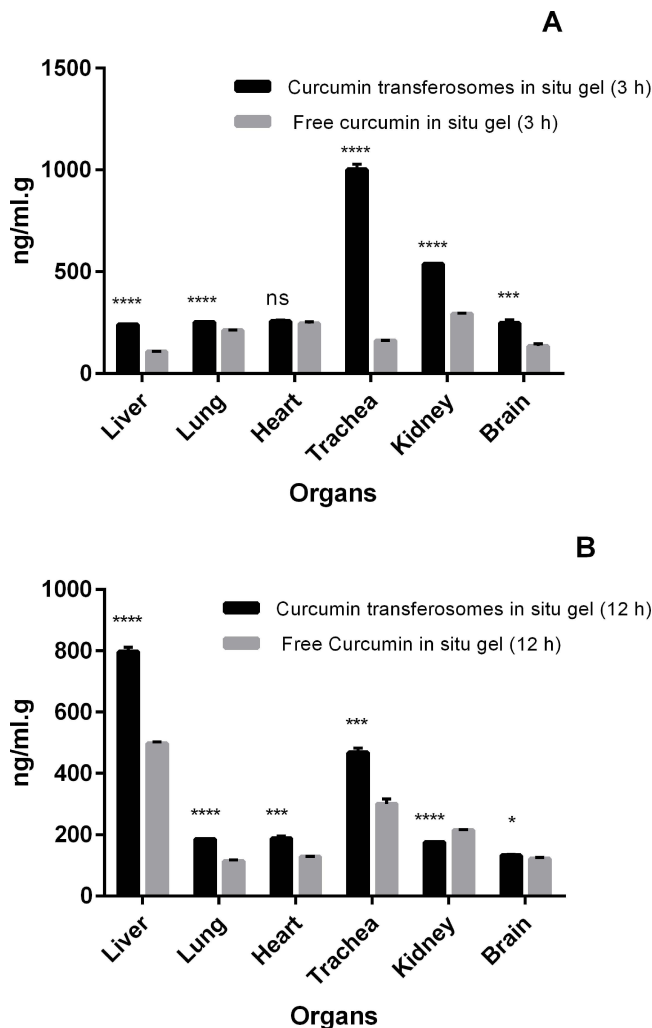 A
1500
Curcumin transferosomes in situ gel (3 h)
Free curcumin in situ gel (3 h)
****
1000
ng/ml.g
****
500
****
****
ns
***
0
Liver
Lung
Heart
Trachea
Kidney
Brain
Organs
B
1000
Curcumin transferosomes in situ gel (12 h)
****
Free Curcumin in situ gel (12 h)
800
ng/ml.g
***
600
400
****
***
****
*
200
0
Liver
Lung
Heart
Trachea
Kidney
Brain
Organs